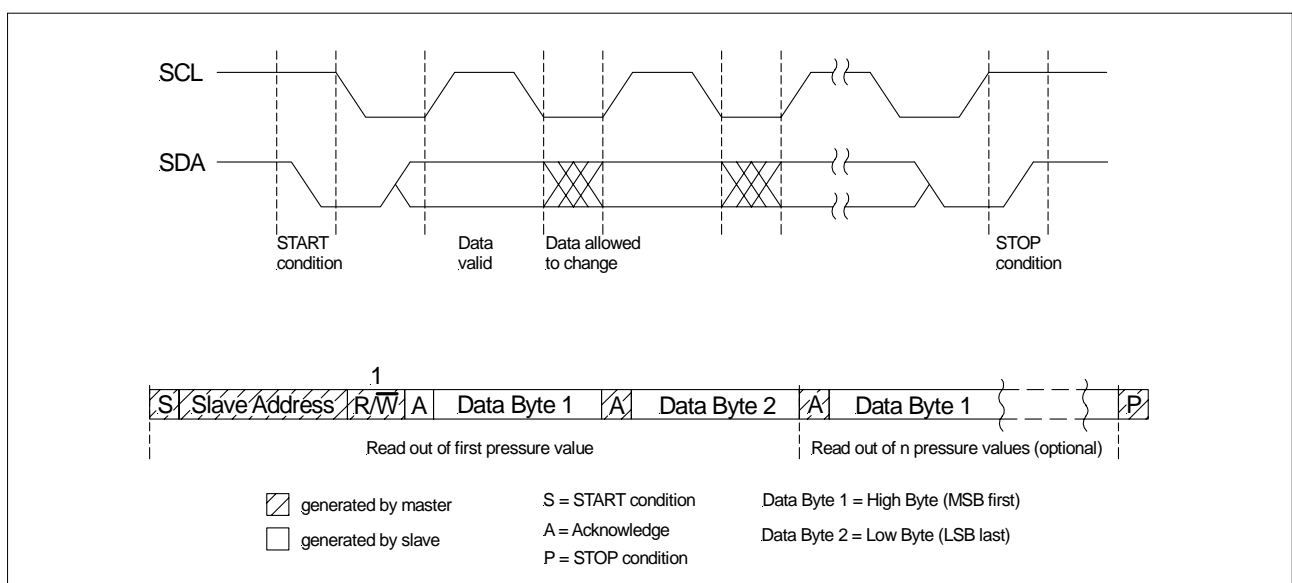 SCL
SDA
START condition
Data valid
Data allowed to change
STOP condition
1
S Slave Address R/W̅ A Data Byte 1 A Data Byte 2 A Data Byte 1 P
Read out of first pressure value
Read out of n pressure values (optional)
generated by master
generated by slave
S = START condition
A = Acknowledge
P = STOP condition
Data Byte 1 = High Byte (MSB first)
Data Byte 2 = Low Byte (LSB last)